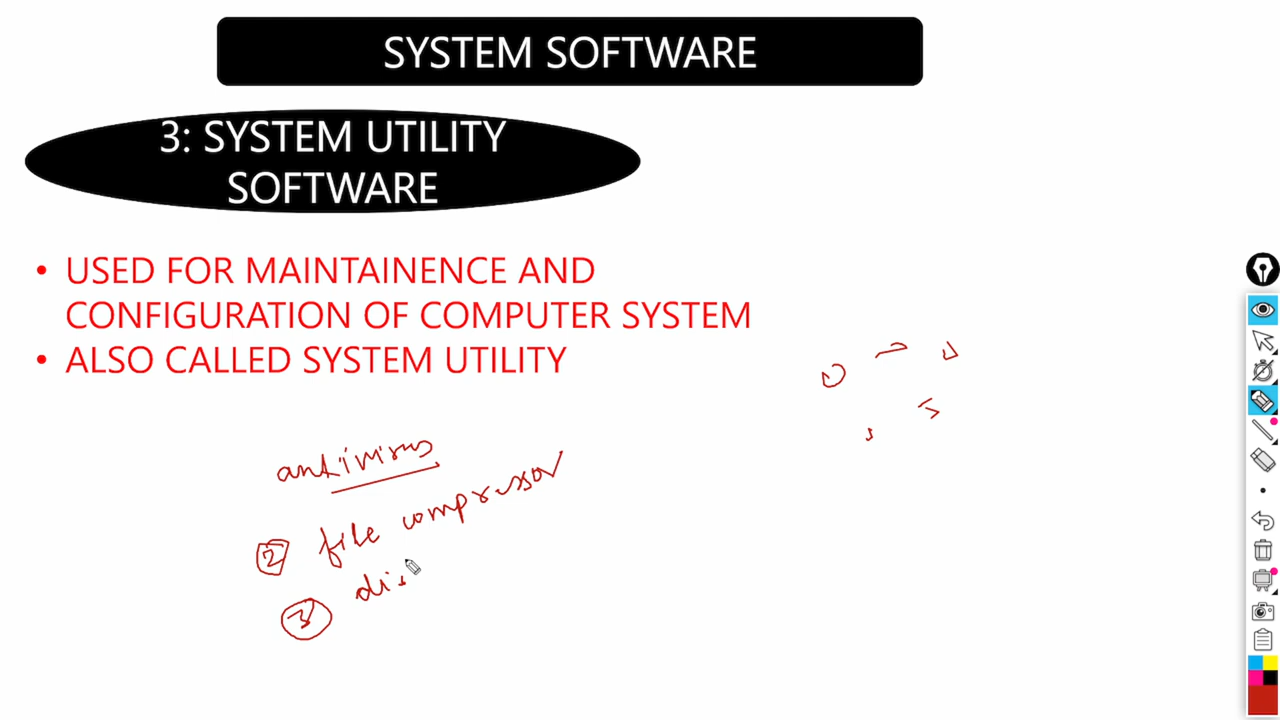 SYSTEM SOFTWARE
3: SYSTEM UTILITY
SOFTWARE
• USED FOR MAINTAINENCE AND
CONFIGURATION OF COMPUTER SYSTEM
• ALSO CALLED SYSTEM UTILITY
antivirus
2 file compressor
3 dis